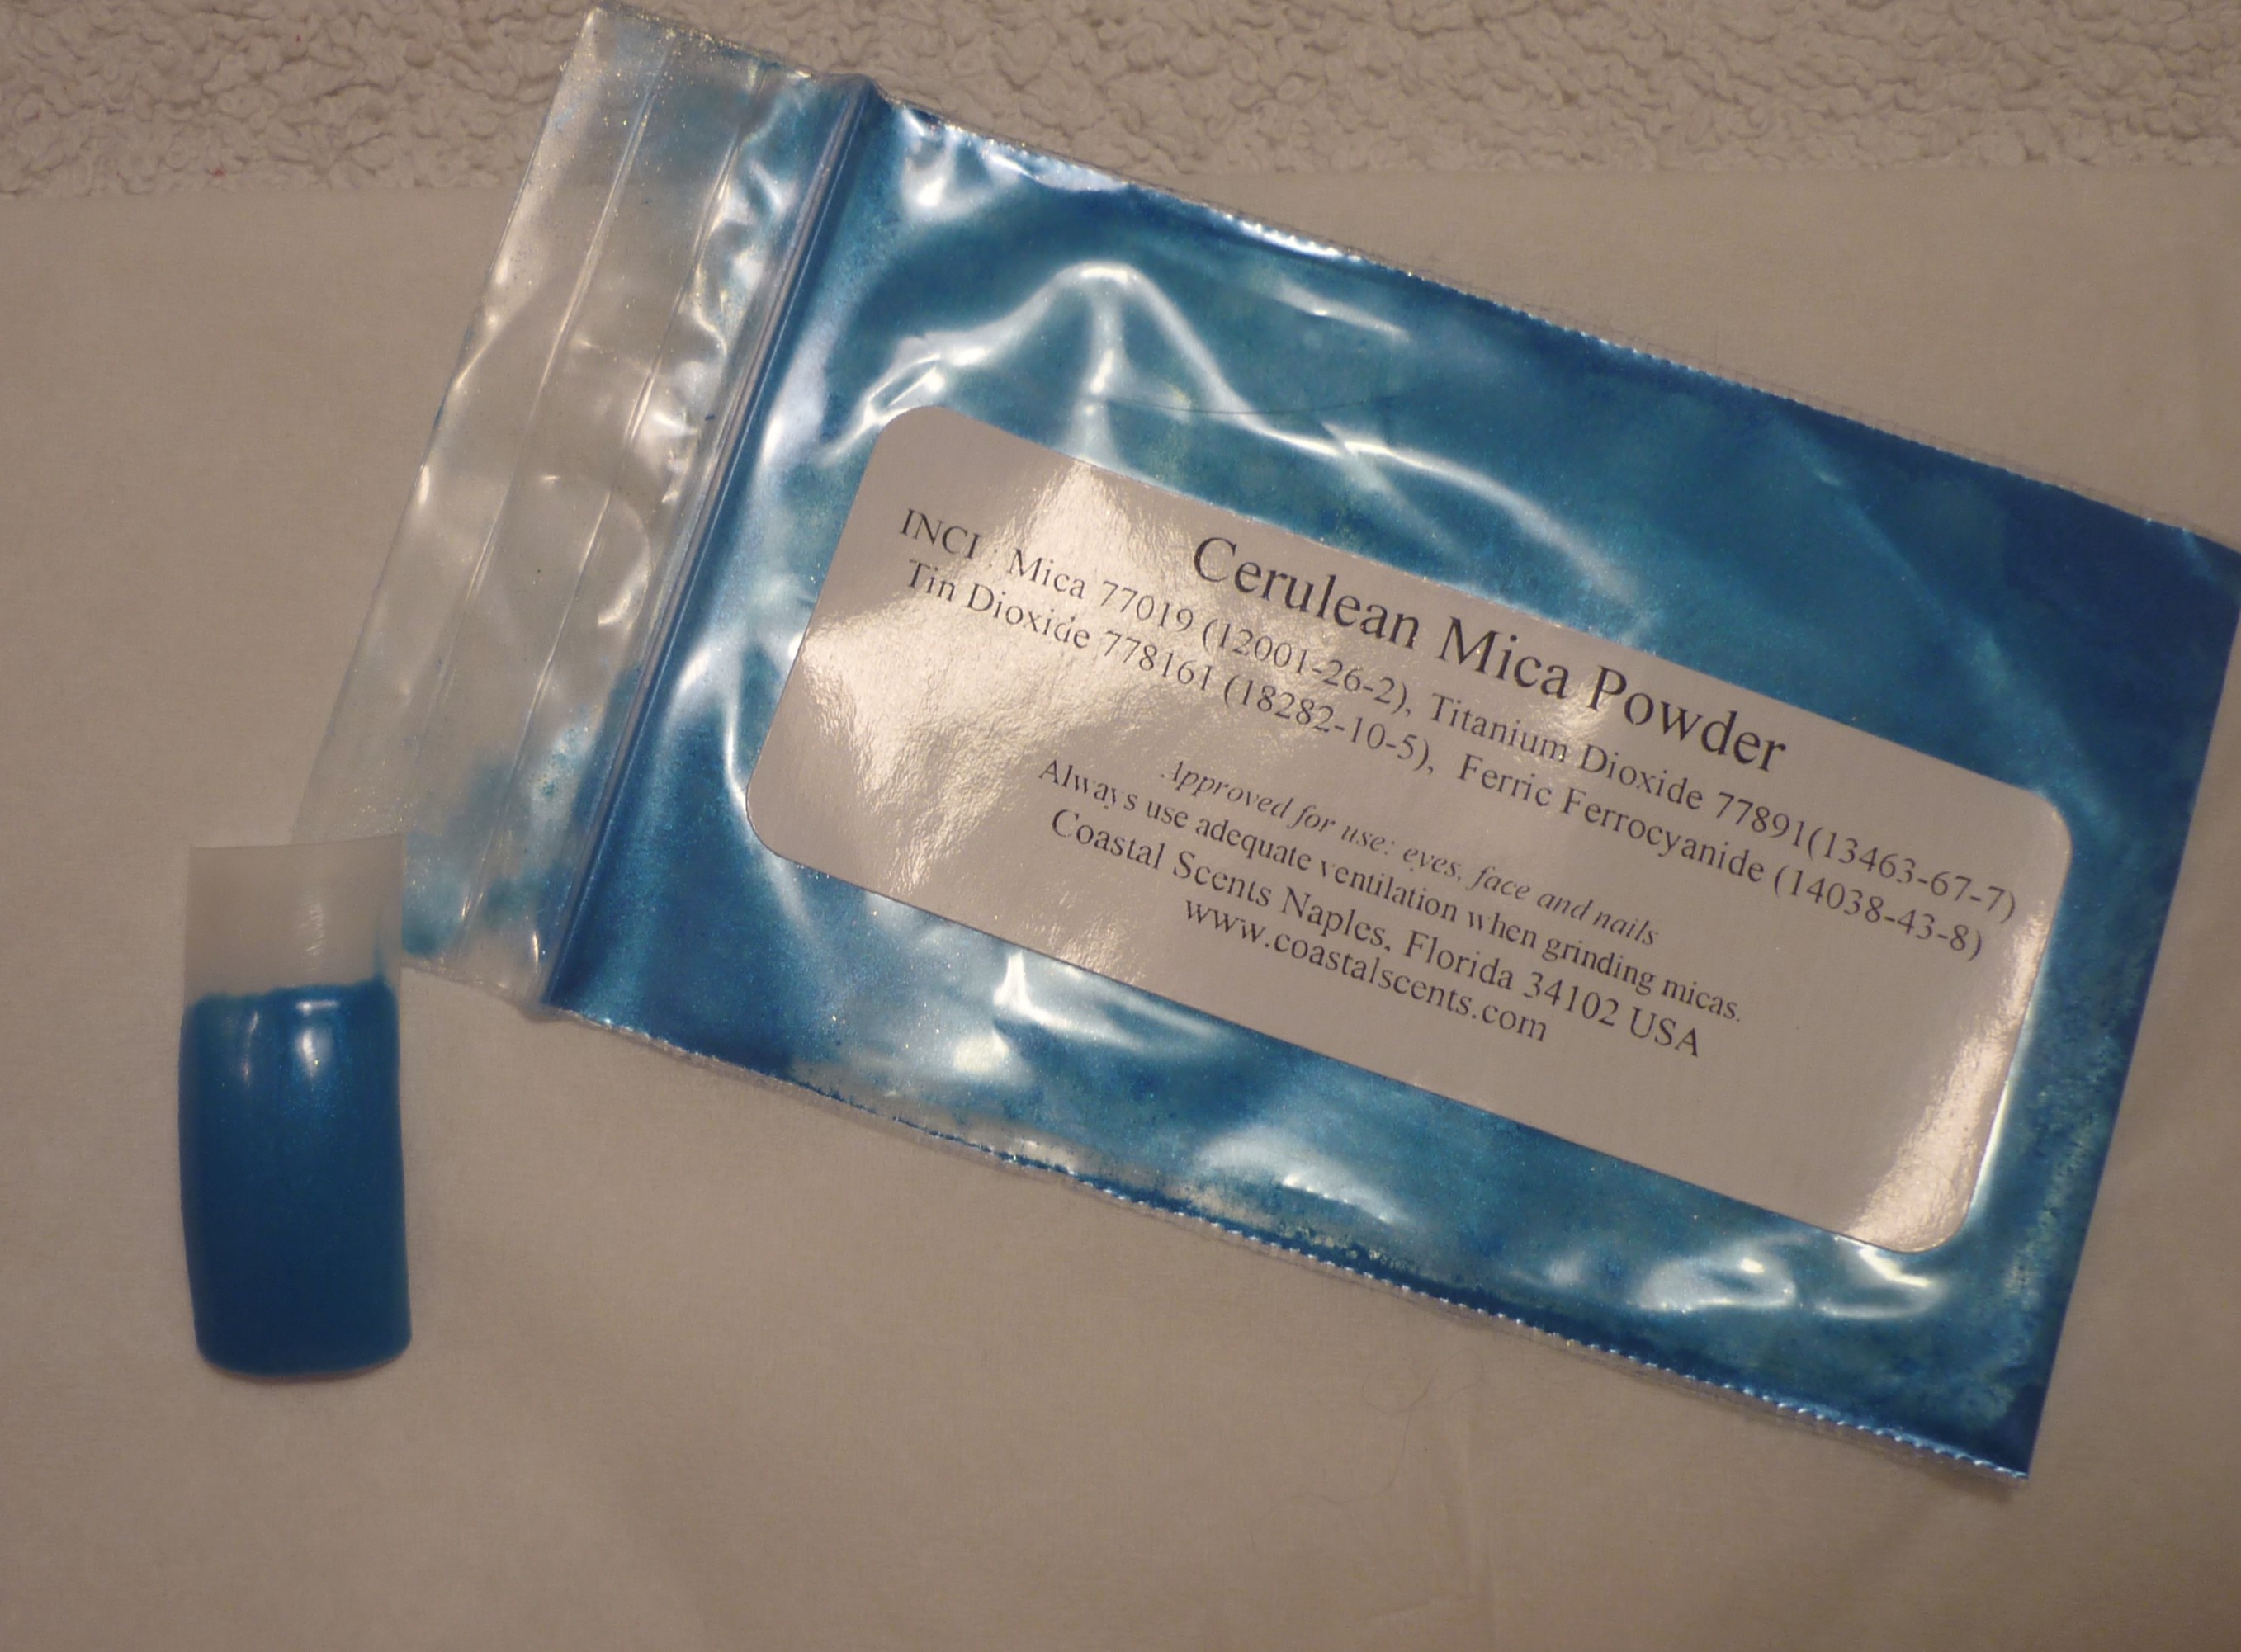 Cerulean Mica Powder
INCI : Mica 77019 (12001-26-2), Titanium Dioxide 77891(13463-67-7)
Tin Dioxide 778161 (18282-10-5), Ferric Ferrocyanide (14038-43-8)
Approved for use: eyes, face and nails
Always use adequate ventilation when grinding micas.
Coastal Scents Naples, Florida 34102 USA
www.coastalscents.com